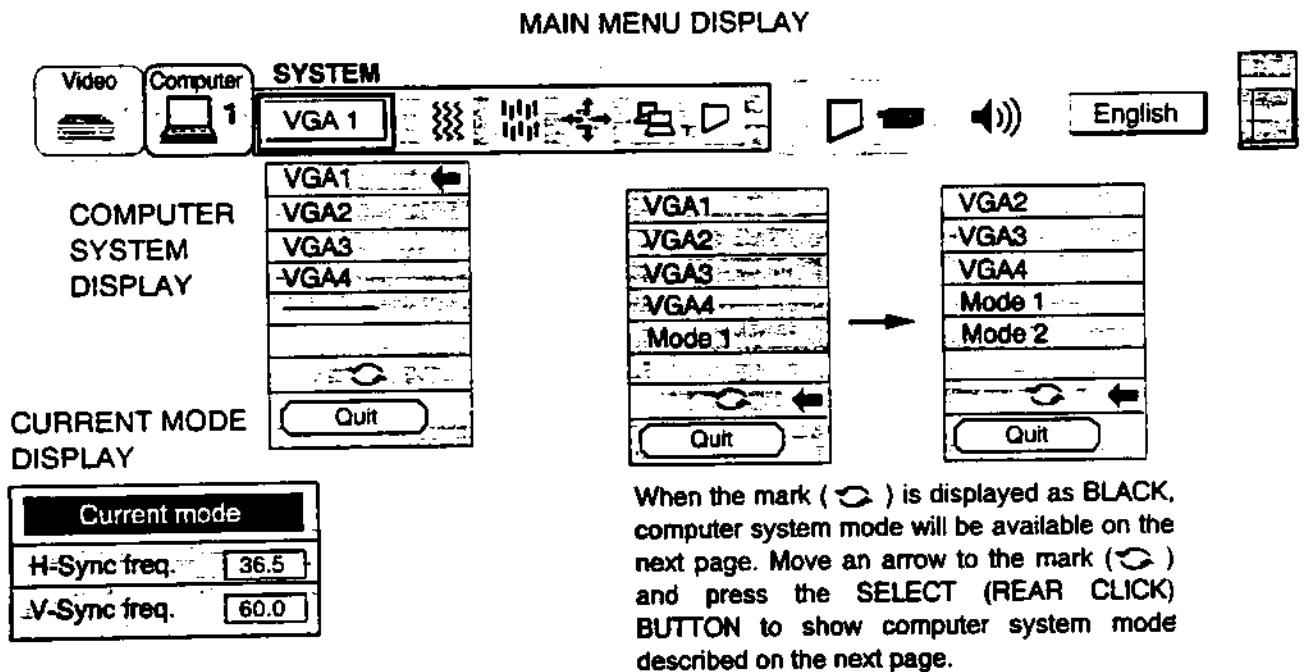 MAIN MENU DISPLAY
Video
Computer
1
SYSTEM
VGA 1
English
COMPUTER
SYSTEM
DISPLAY
VGA1
VGA2
VGA3
VGA4
Quit
VGA1
VGA2
VGA3
VGA4
Mode 1
Quit
VGA2
VGA3
VGA4
Mode 1
Mode 2
Quit
CURRENT MODE
DISPLAY
Current mode
H-Sync freq. 36.5
V-Sync freq. 60.0
When the mark ( ) is displayed as BLACK,
computer system mode will be available on the
next page. Move an arrow to the mark ( )
and press the SELECT (REAR CLICK)
BUTTON to show computer system mode
described on the next page.